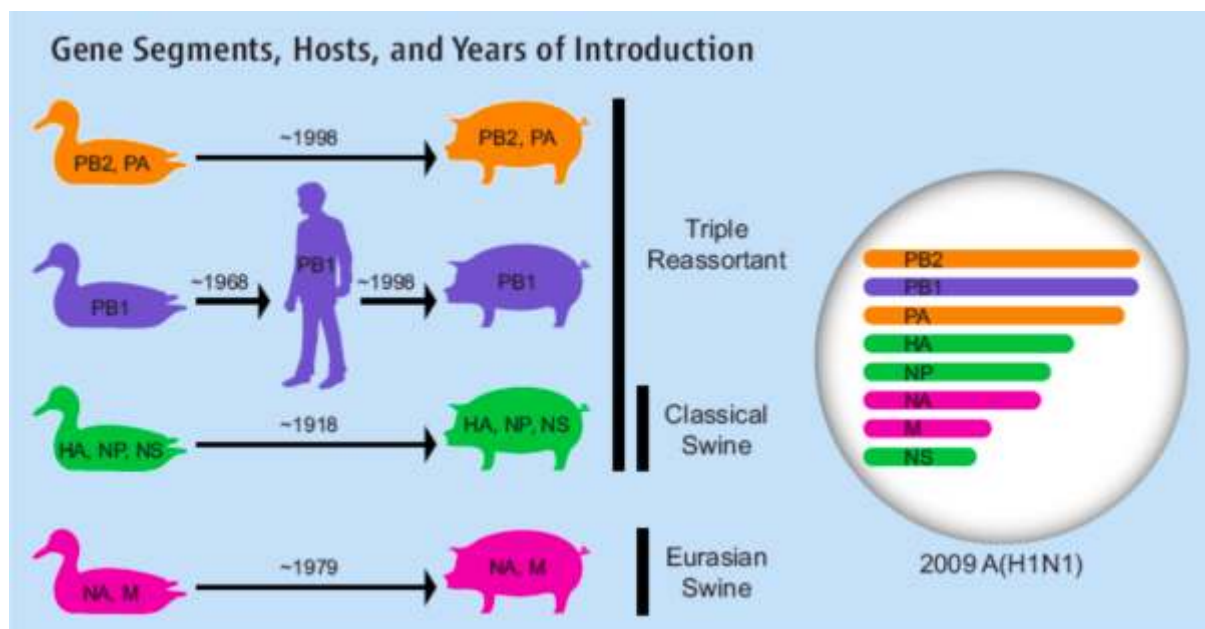 Gene Segments, Hosts, and Years of Introduction
PB2, PA
~1998
PB2, PA
PB1
~1968
PB1
~1998
PB1
HA, NP, NS
~1918
HA, NP, NS
NA, M
~1979
NA, M
Triple
Reassortant
Classical
Swine
Eurasian
Swine
PB2
PB1
PA
HA
NP
NA
M
NS
2009 A(H1N1)